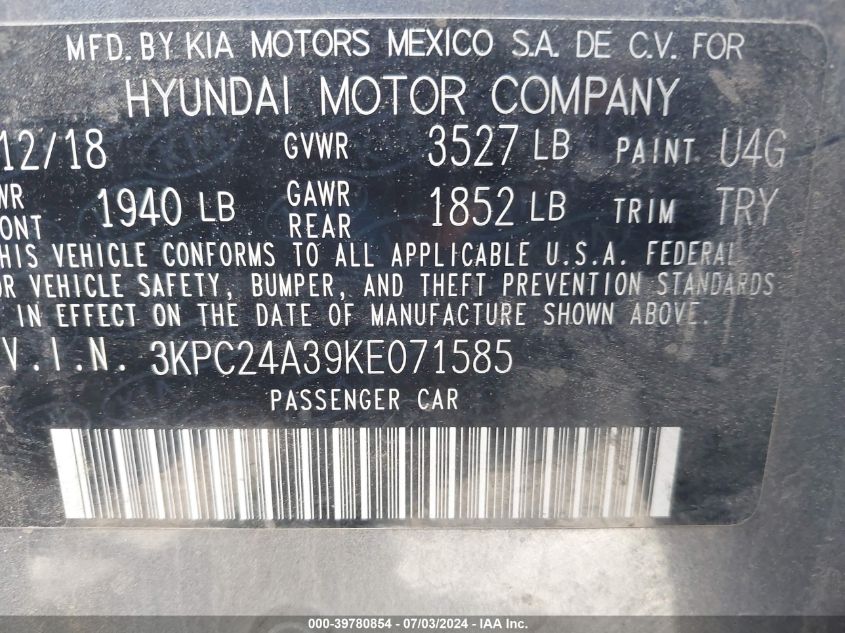 MFD. BY KIA MOTORS MEXICO S.A. DE C.V. FOR
HYUNDAI MOTOR COMPANY
12/18 GVWR 3527 LB PAINT U4G
WR FRONT 1940 LB GAWR REAR 1852 LB TRIM TRY
THIS VEHICLE CONFORMS TO ALL APPLICABLE U.S.A. FEDERAL
OR VEHICLE SAFETY, BUMPER, AND THEFT PREVENTION STANDARDS
IN EFFECT ON THE DATE OF MANUFACTURE SHOWN ABOVE.
V.I.N. 3KPC24A39KE071585
PASSENGER CAR
000-39780854 - 07/03/2024 - IAA Inc.